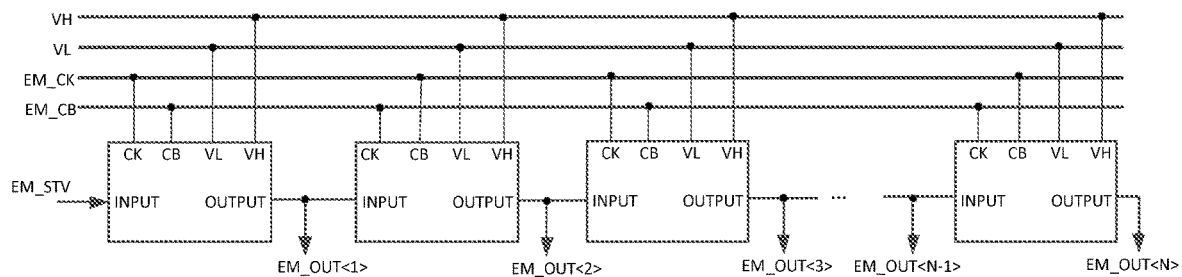 VH
VL
EM_CK
EM_CB
CK CB VL VH
CK CB VL VH
CK CB VL VH
CK CB VL VH
EM_STV
INPUT OUTPUT
INPUT OUTPUT
INPUT OUTPUT
...
INPUT OUTPUT
EM_OUT<1>
EM_OUT<2>
EM_OUT<3>
EM_OUT<N-1>
EM_OUT<N>